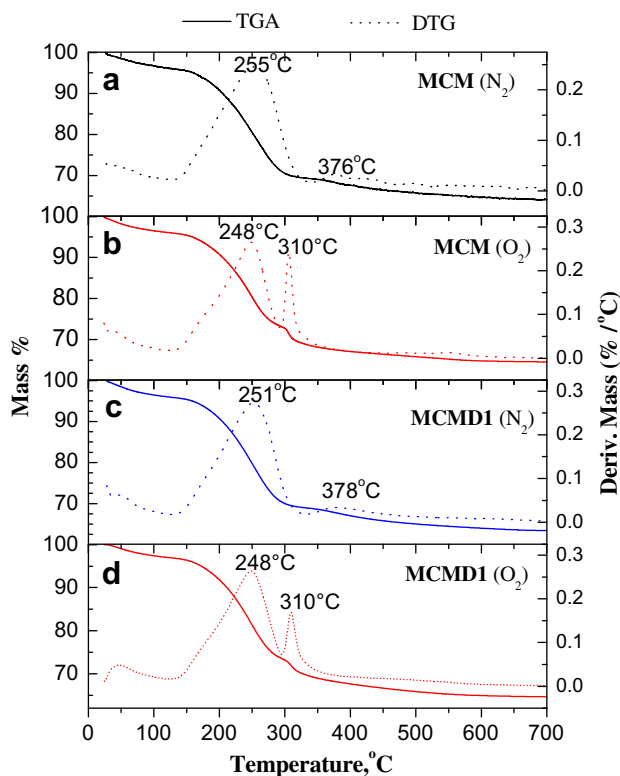 TGA DTG
100
90
80
70
a
255°C
376°C
MCM (N₂)
0.2
0.1
0.0
100
90
80
70
b
248°C
310°C
MCM (O₂)
0.3
0.2
0.1
0.0
100
90
80
70
c
251°C
378°C
MCMD1 (N₂)
0.3
0.2
0.1
0.0
100
90
80
70
d
248°C
310°C
MCMD1 (O₂)
0.3
0.2
0.1
0.0
0 100 200 300 400 500 600 700
Temperature,°C
Mass %
Deriv. Mass (% /°C)